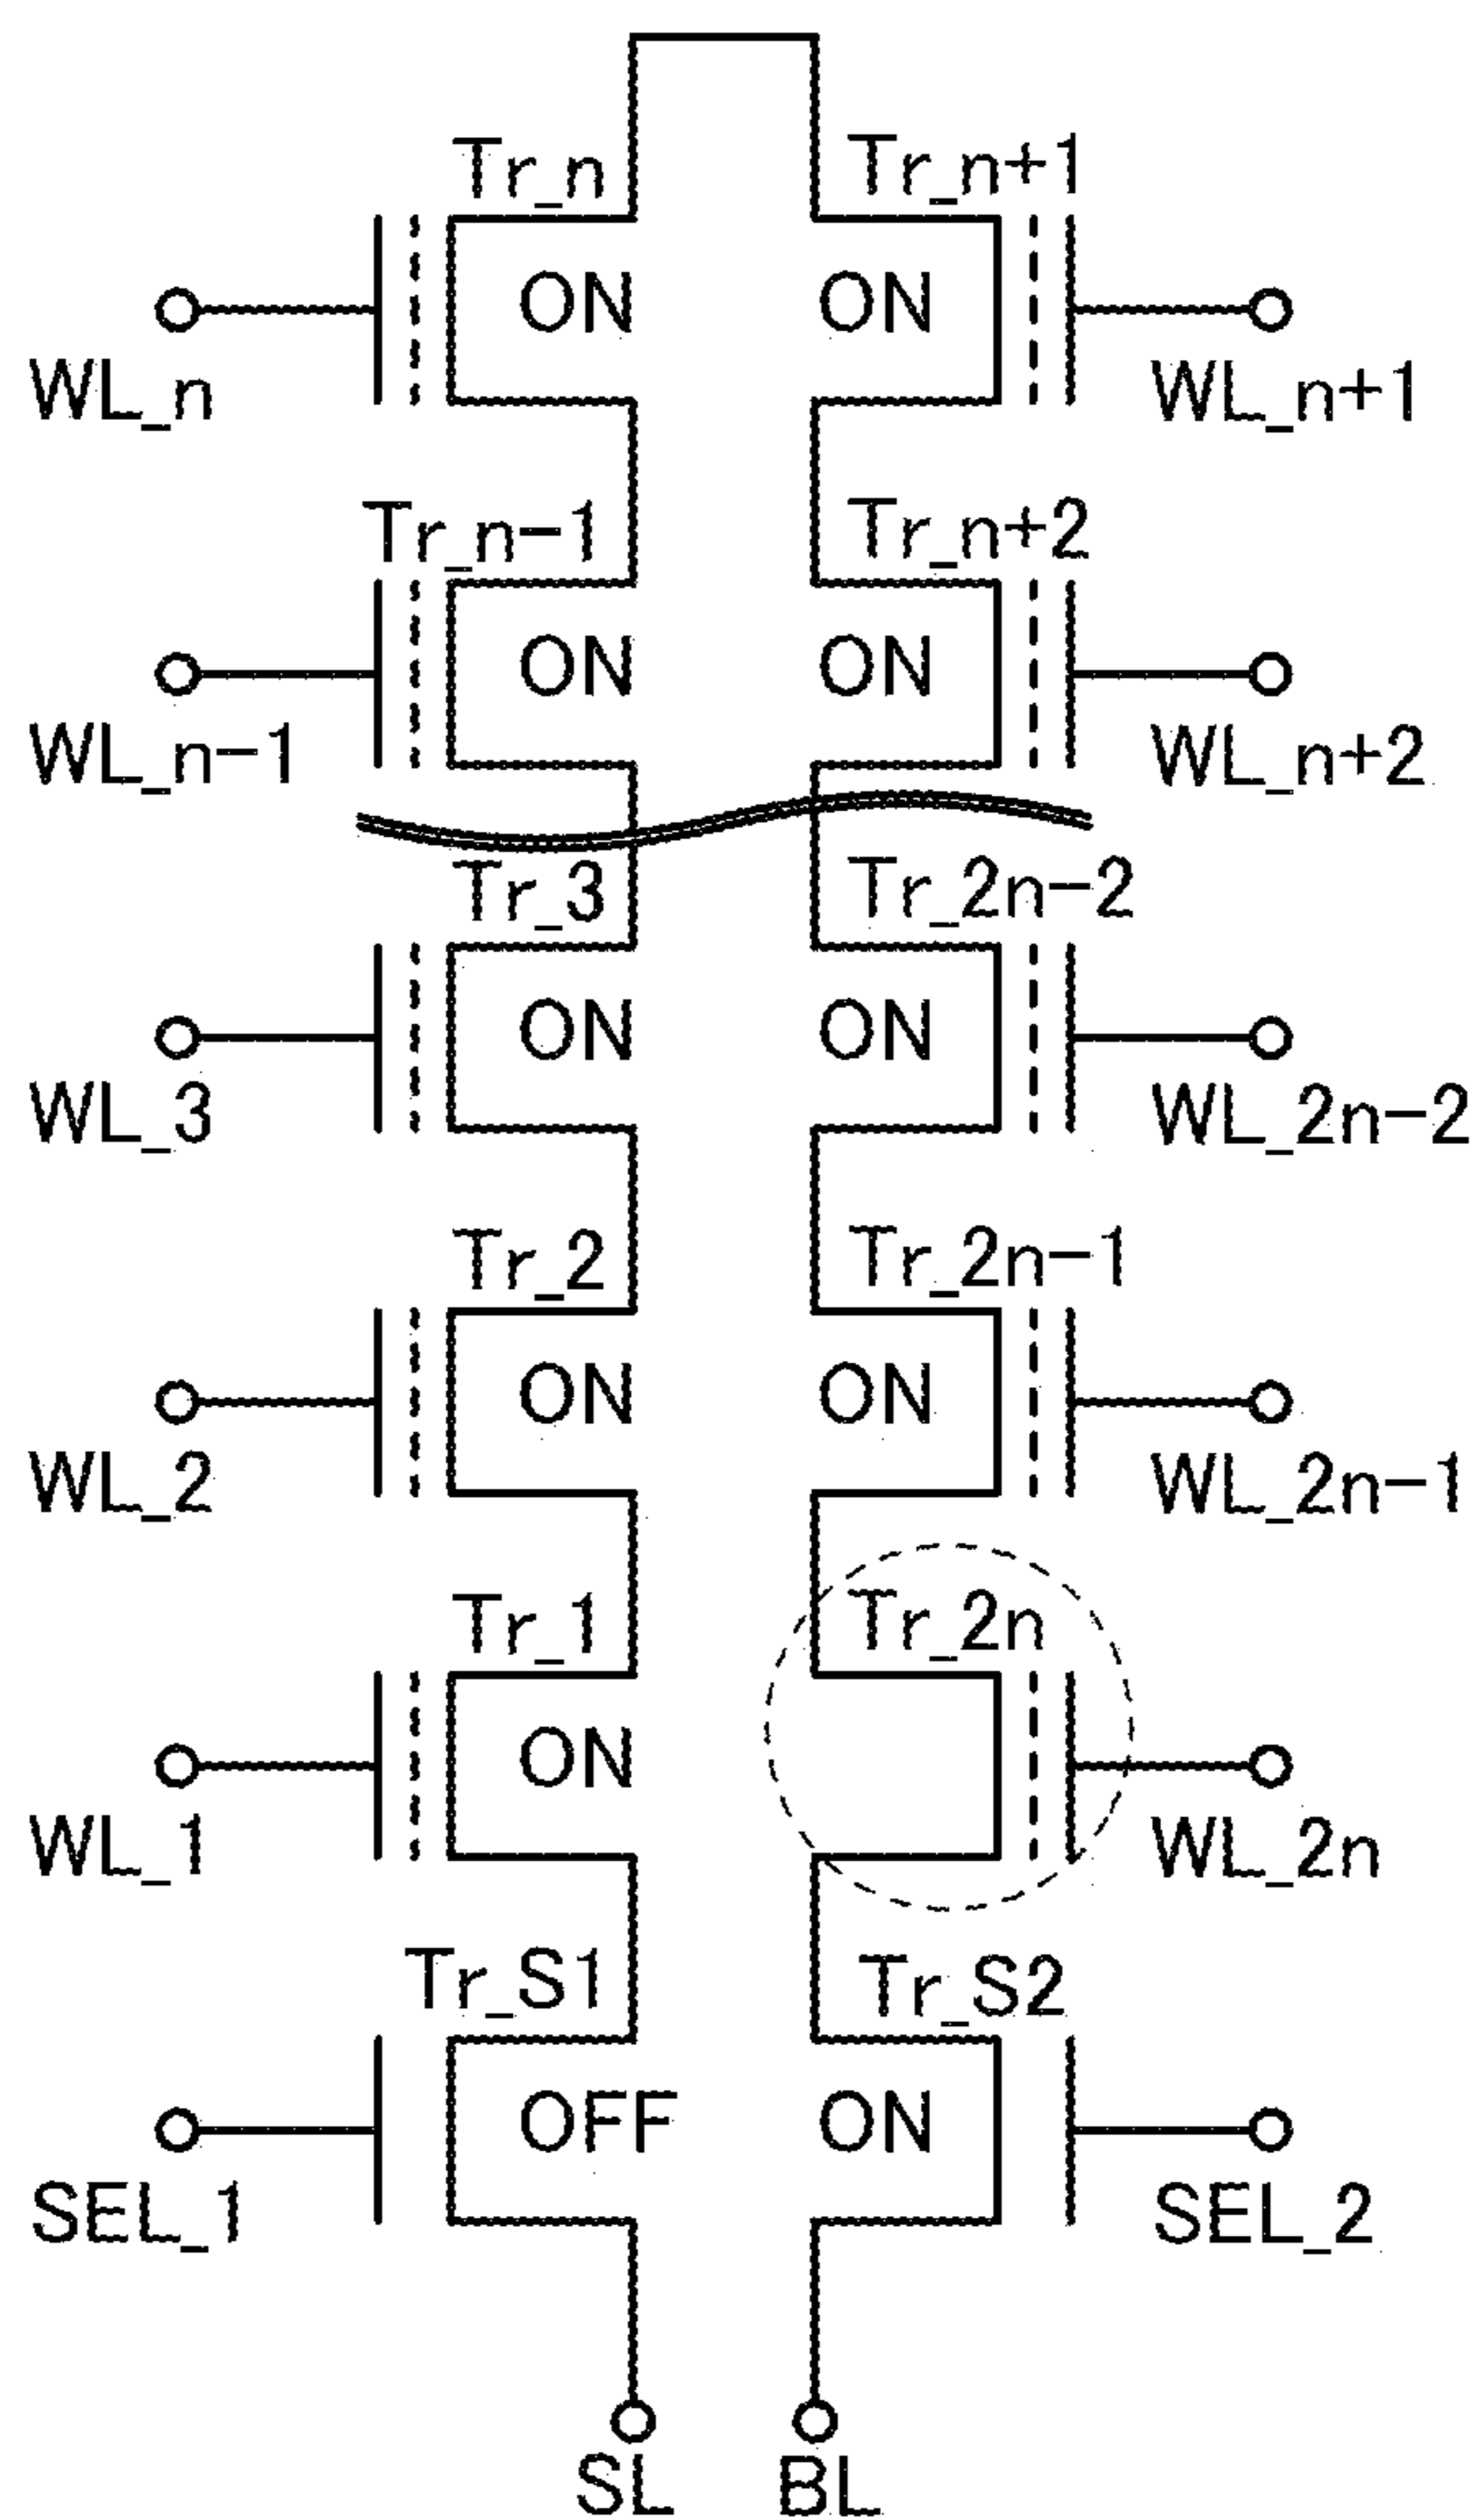 Tr_n Tr_n+1
ON ON
WL_n WL_n+1
Tr_n-1 Tr_n+2
ON ON
WL_n-1 WL_n+2
Tr_3 Tr_2n-2
ON ON
WL_3 WL_2n-2
Tr_2 Tr_2n-1
ON ON
WL_2 WL_2n-1
Tr_1 Tr_2n
ON
WL_1 WL_2n
Tr_S1 Tr_S2
OFF ON
SEL_1 SEL_2
SL BL